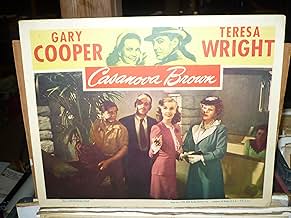 GARY
COOPER
TERESA
WRIGHT
Casanova Brown